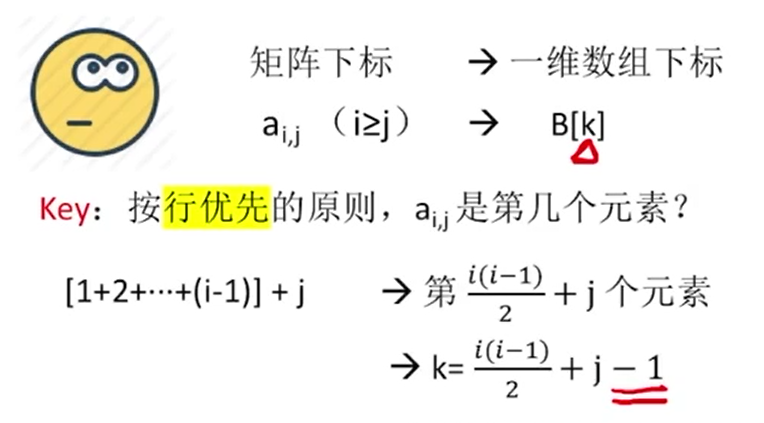 矩阵下标 → 一维数组下标
a_{i,j} （i≥j） → B[k]
Key：按行优先的原则，a_{i,j} 是第几个元素？
[1+2+⋯+(i-1)] + j → 第 \frac{i(i−1)}{2} + j 个元素
→ k= \frac{i(i−1)}{2} + j − 1